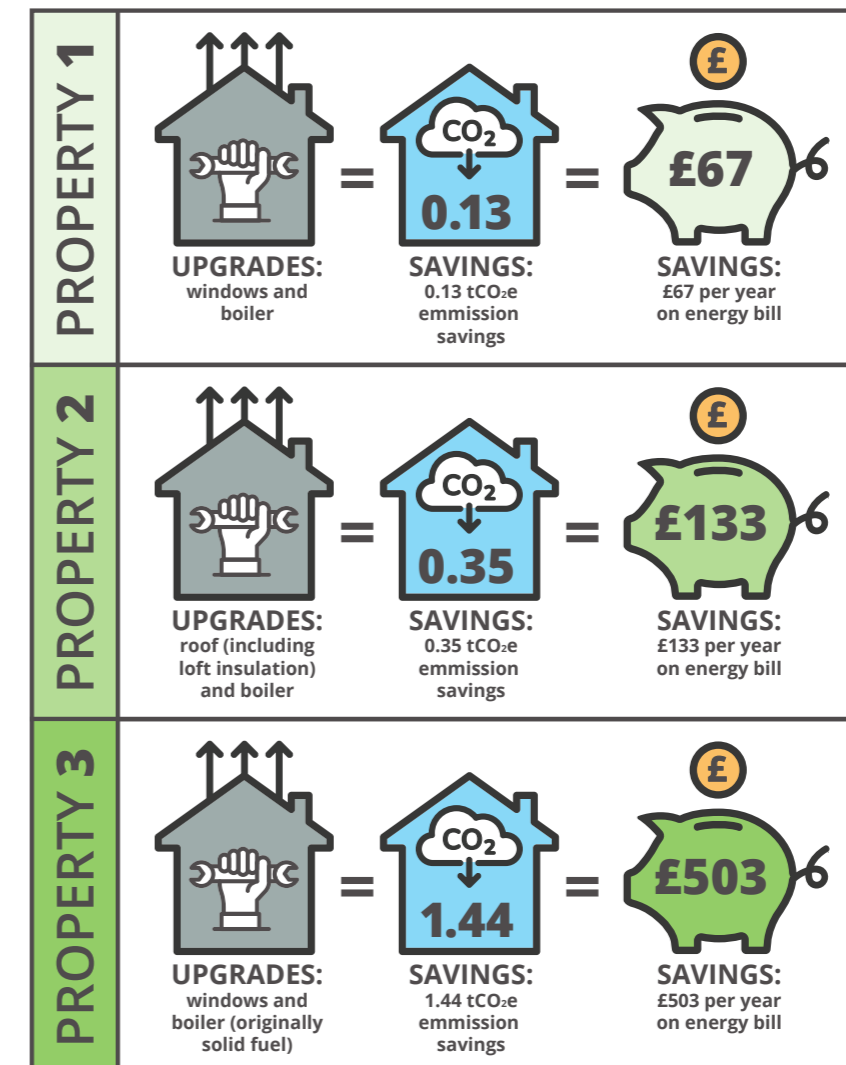 PROPERTY 1
CO₂
0.13
£
£67
=
=
UPGRADES:
windows and
boiler
SAVINGS:
0.13 tCO₂e
emmission
savings
SAVINGS:
£67 per year
on energy bill
PROPERTY 2
CO₂
0.35
£
£133
=
=
UPGRADES:
roof (including
loft insulation)
and boiler
SAVINGS:
0.35 tCO₂e
emmission
savings
SAVINGS:
£133 per year
on energy bill
PROPERTY 3
CO₂
1.44
£
£503
=
=
UPGRADES:
windows and
boiler (originally
solid fuel)
SAVINGS:
1.44 tCO₂e
emmission
savings
SAVINGS:
£503 per year
on energy bill